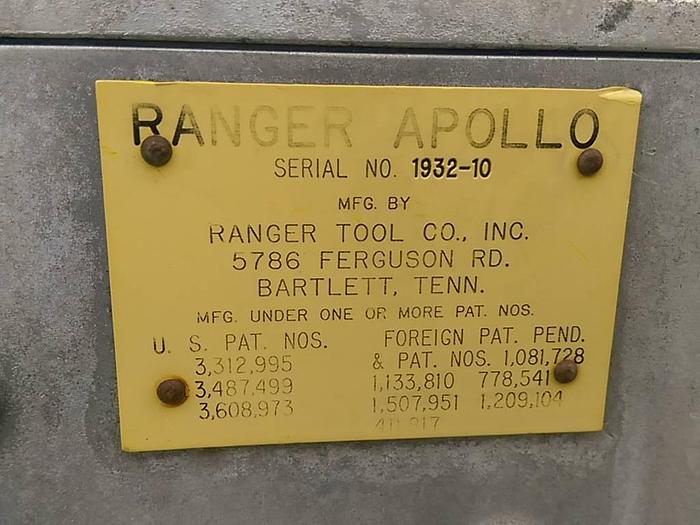 RANGER APOLLO
SERIAL NO. 1932-10
MFG. BY
RANGER TOOL CO., INC.
5786 FERGUSON RD.
BARTLETT, TENN.
MFG. UNDER ONE OR MORE PAT. NOS.
U. S. PAT. NOS.
3,312,995
3,487,499
3,608,973
FOREIGN PAT. PEND.
& PAT. NOS. 1,081,728
1,133,810 778,541
1,507,951 1,209,104